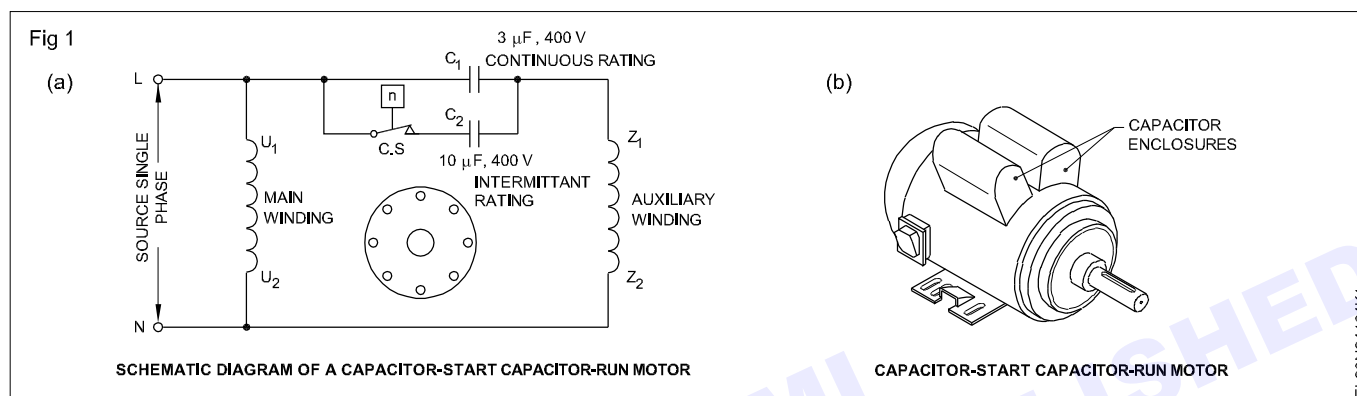 Fig 1
(a)
L
SOURCE SINGLE
PHASE
N
U1
MAIN
WINDING
U2
3 µF, 400 V
C1 CONTINUOUS RATING
n
C.S
C2
10 µF, 400 V
INTERMITTANT
RATING
Z1
AUXILIARY
WINDING
Z2
SCHEMATIC DIAGRAM OF A CAPACITOR-START CAPACITOR-RUN MOTOR
(b)
CAPACITOR
ENCLOSURES
CAPACITOR-START CAPACITOR-RUN MOTOR